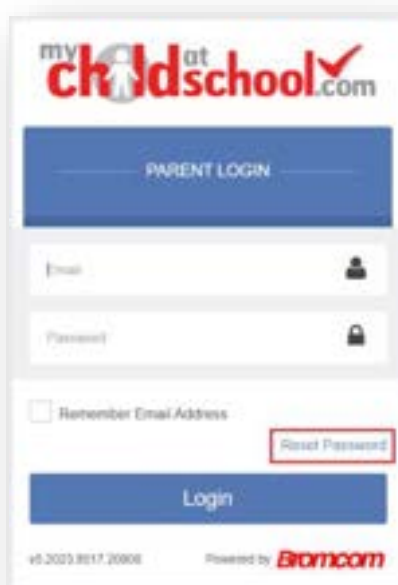 my child at school.com
PARENT LOGIN
Email
Password
Remember Email Address
Reset Password
Login
Powered by Bromcom